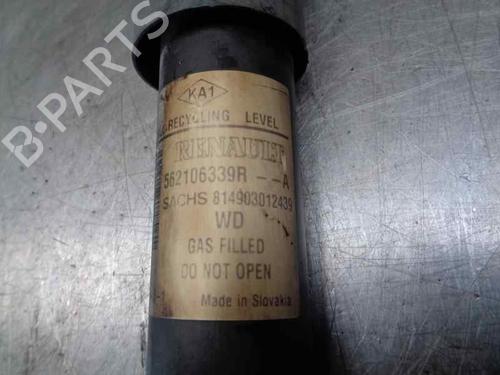 KA1
RECYCLING LEVEL
RENAULT
562106339R--A
SACHS 814903012439
WD
GAS FILLED
DO NOT OPEN
Made in Slovakia
B-PARTS